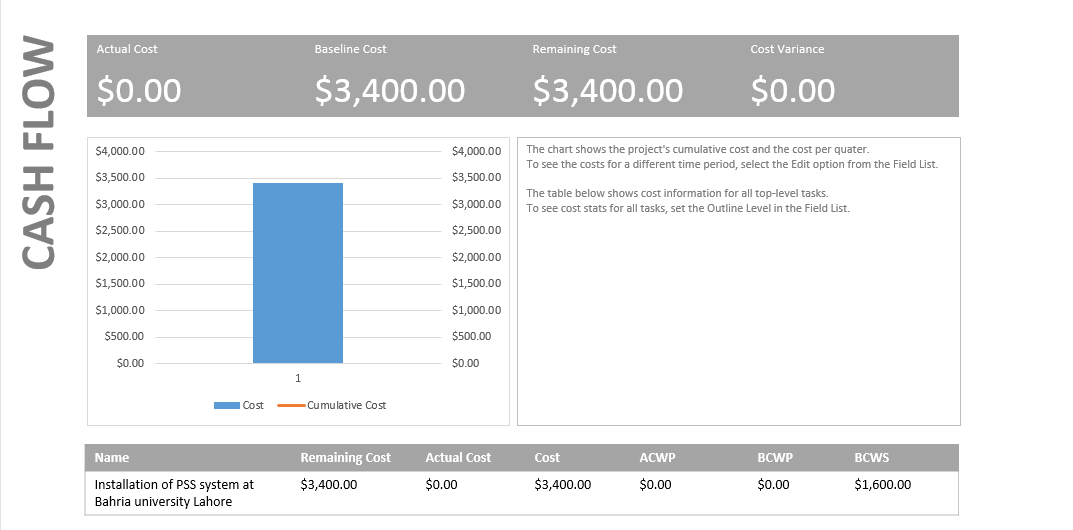 CASH FLOW
Actual Cost Baseline Cost Remaining Cost Cost Variance
$0.00 $3,400.00 $3,400.00 $0.00
$4,000.00 $4,000.00
$3,500.00 $3,500.00
$3,000.00 $3,000.00
$2,500.00 $2,500.00
$2,000.00 $2,000.00
$1,500.00 $1,500.00
$1,000.00 $1,000.00
$500.00 $500.00
$0.00 $0.00
1
Cost Cumulative Cost
The chart shows the project's cumulative cost and the cost per quater.
To see the costs for a different time period, select the Edit option from the Field List.
The table below shows cost information for all top-level tasks.
To see cost stats for all tasks, set the Outline Level in the Field List.
Name Remaining Cost Actual Cost Cost ACWP BCWP BCWS
Installation of PSS system at $3,400.00 $0.00 $3,400.00 $0.00 $0.00 $1,600.00
Bahria university Lahore